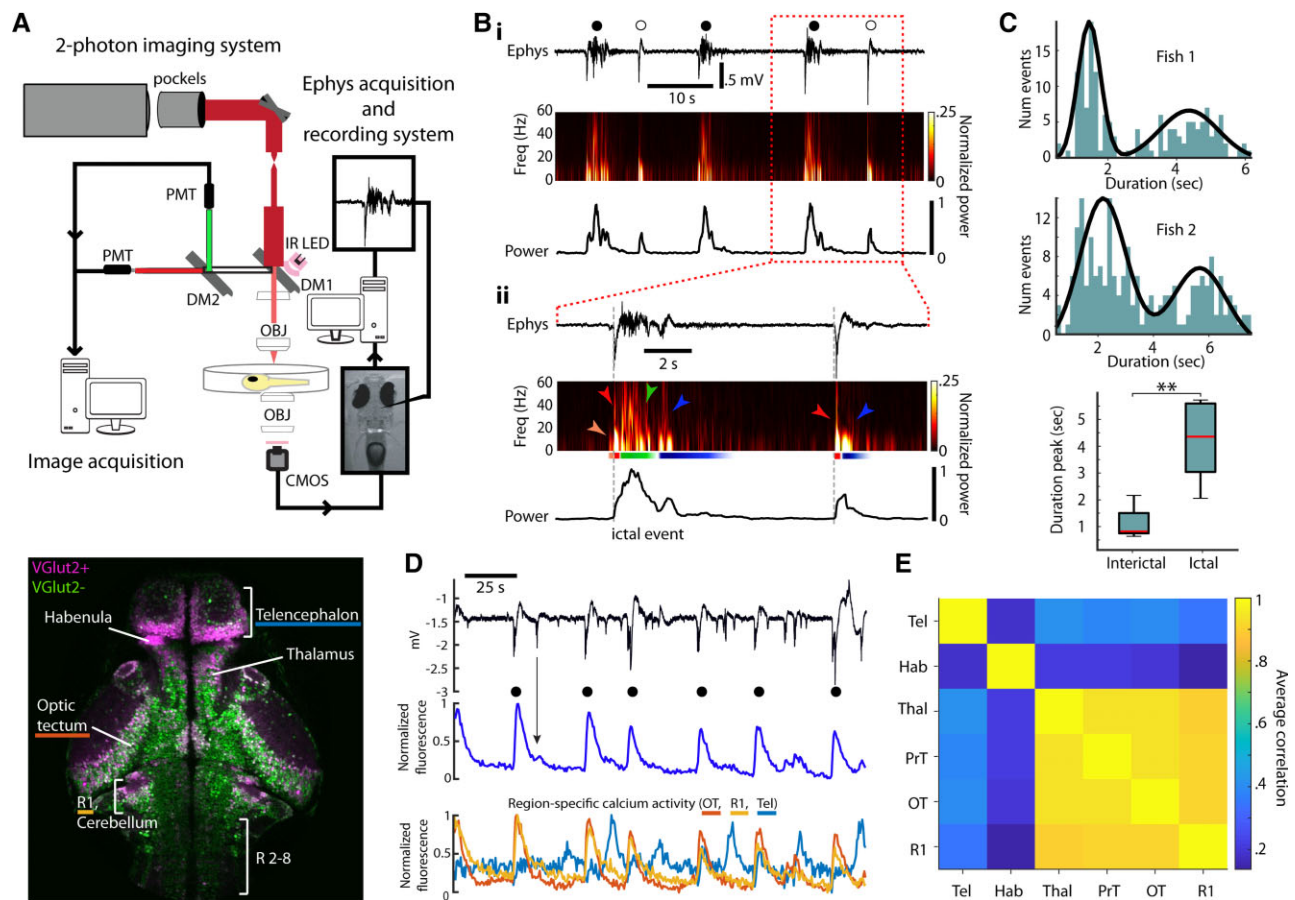 A
2-photon imaging system
pockels
Ephys acquisition
and
recording system
PMT
PMT
IR LED
DM2
DM1
OBJ
OBJ
CMOS
Image acquisition
B
i
Ephys
.5 mV
10 s
60
40
20
0
Freq (Hz)
.25
0
Normalized power
Power
1
0
ii
Ephys
2 s
60
40
20
0
Freq (Hz)
.25
0
Normalized power
Power
1
0
ictal event
C
Num events
15
10
5
0
Fish 1
0 2 4 6
Duration (sec)
Num events
12
8
4
0
Fish 2
2 4 6
Duration (sec)
Duration peak (sec)
5
4
3
2
1
**
Interictal Ictal
VGlut2+
VGlut2-
Habenula
Telencephalon
Thalamus
Optic
tectum
R1
Cerebellum
R 2-8
D
25 s
mV
-1
-1.5
-2
-2.5
-3
Normalized
fluorescence
1
0.5
0
Region-specific calcium activity (OT, R1, Tel)
Normalized
fluorescence
1
0.5
0
E
Tel
Hab
Thal
PrT
OT
R1
Tel Hab Thal PrT OT R1
1
.8
.6
.4
.2
Average correlation